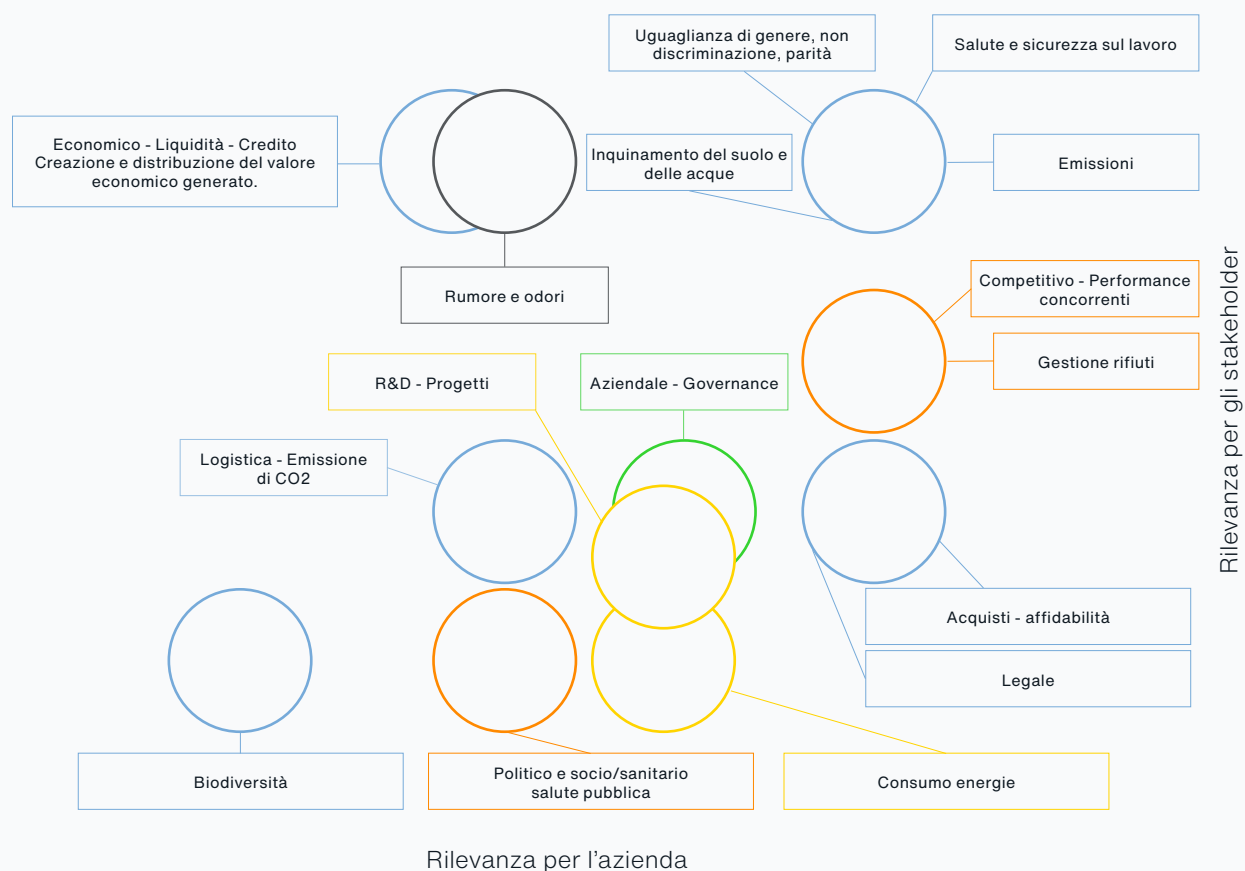 Uguaglianza di genere, non
discriminazione, parità
Salute e sicurezza sul lavoro
Economico - Liquidità - Credito
Creazione e distribuzione del valore
economico generato.
Inquinamento del suolo e
delle acque
Emissioni
Rumore e odori
Competitivo - Performance
concorrenti
Gestione rifiuti
R&D - Progetti
Aziendale - Governance
Logistica - Emissione
di CO2
Acquisti - affidabilità
Legale
Biodiversità
Politico e socio/sanitario
salute pubblica
Consumo energie
Rilevanza per gli stakeholder
Rilevanza per l’azienda